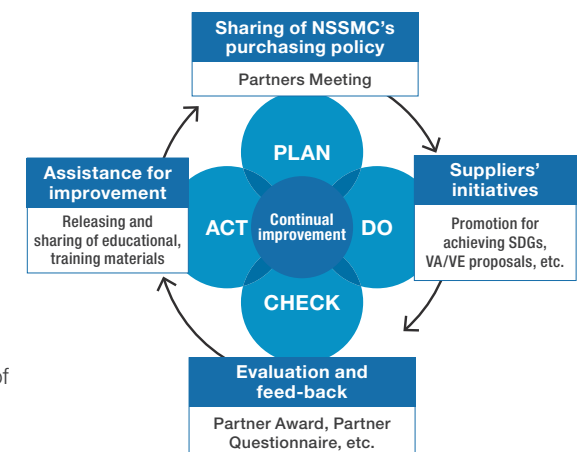 Sharing of NSSMC's
purchasing policy
Partners Meeting
PLAN
Assistance for
improvement
Releasing and
sharing of educational,
training materials
ACT
Continual
improvement
DO
Suppliers'
initiatives
Promotion for
achieving SDGs,
VA/VE proposals, etc.
CHECK
of
Evaluation and
feed-back
Partner Award, Partner
Questionnaire, etc.